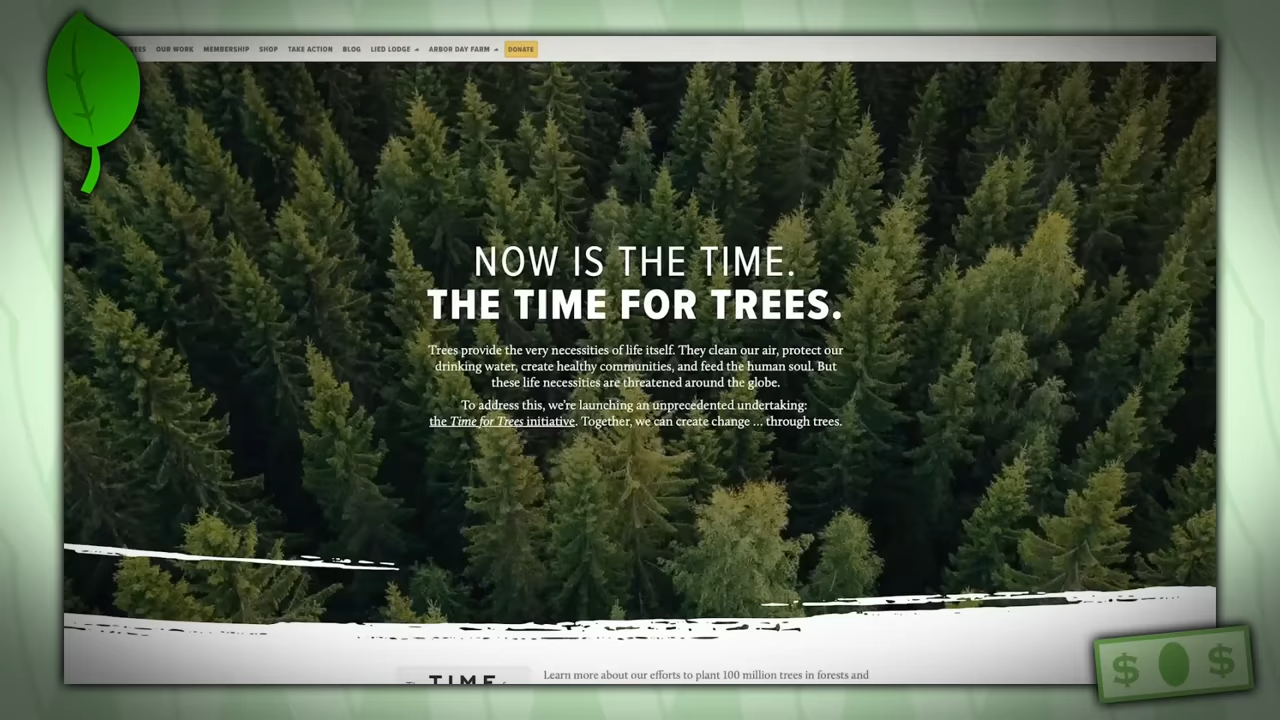 OUR WORK MEMBERSHIP SHOP TAKE ACTION BLOG LIED LODGE ARBOR DAY FARM DONATE
NOW IS THE TIME.
THE TIME FOR TREES.
Trees provide the very necessities of life itself. They clean our air, protect our
drinking water, create healthy communities, and feed the human soul. But
these life necessities are threatened around the globe.
To address this, we're launching an unprecedented undertaking:
the Time for Trees initiative. Together, we can create change ... through trees.
TIME
Learn more about our efforts to plant 100 million trees in forests and
$ $